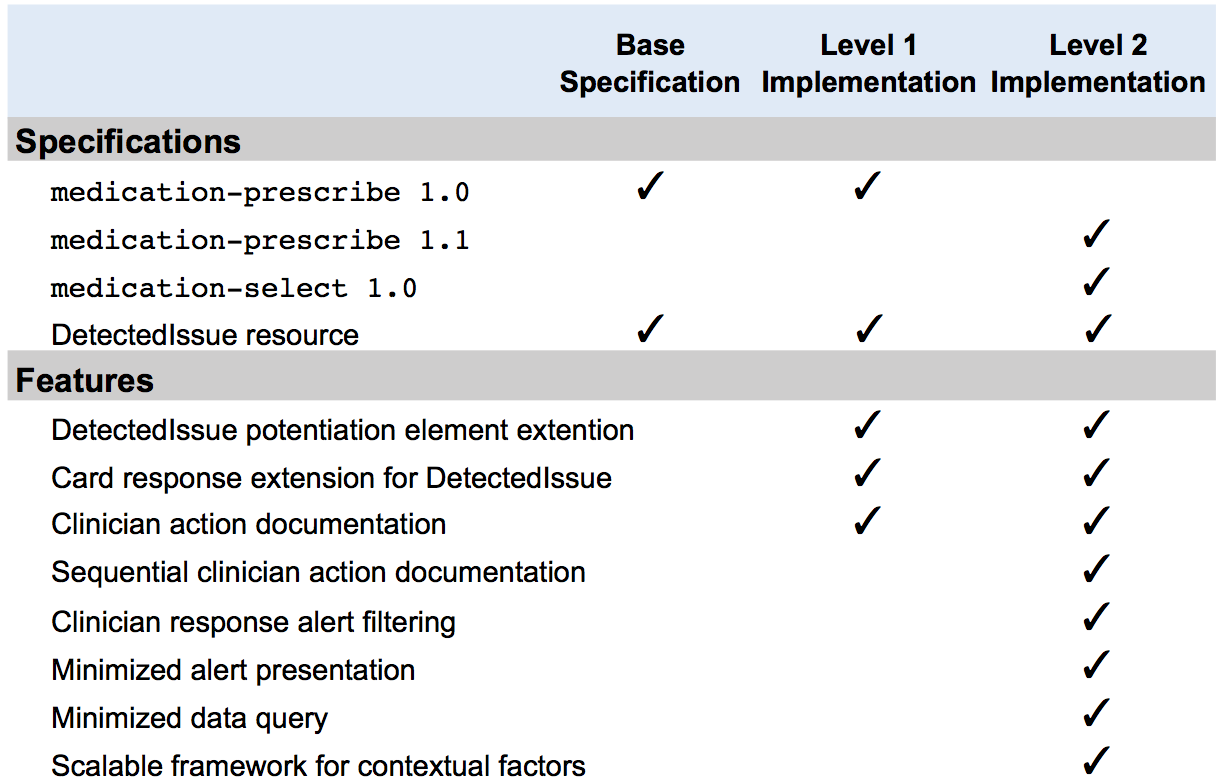 Base Specification Level 1 Implementation Level 2 Implementation
Specifications
medication-prescribe 1.0 ✓ ✓
medication-prescribe 1.1 ✓
medication-select 1.0 ✓
DetectedIssue resource ✓ ✓ ✓
Features
DetectedIssue potentiation element extention ✓ ✓
Card response extension for DetectedIssue ✓ ✓
Clinician action documentation ✓ ✓
Sequential clinician action documentation ✓
Clinician response alert filtering ✓
Minimized alert presentation ✓
Minimized data query ✓
Scalable framework for contextual factors ✓